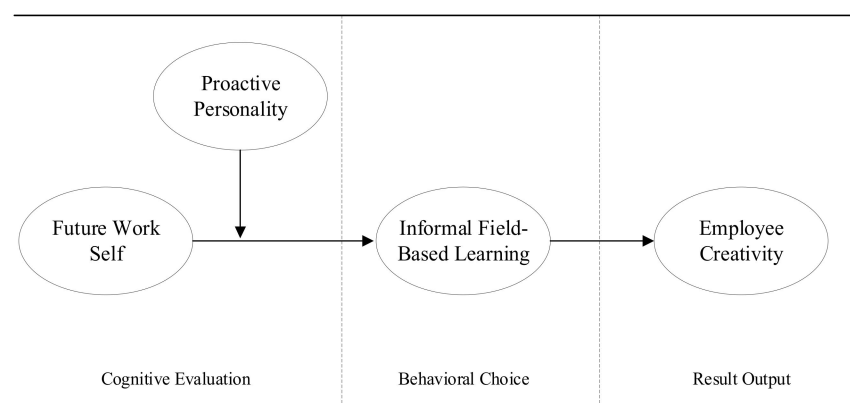 Proactive
Personality
Future Work
Self
Informal Field-
Based Learning
Employee
Creativity
Cognitive Evaluation
Behavioral Choice
Result Output